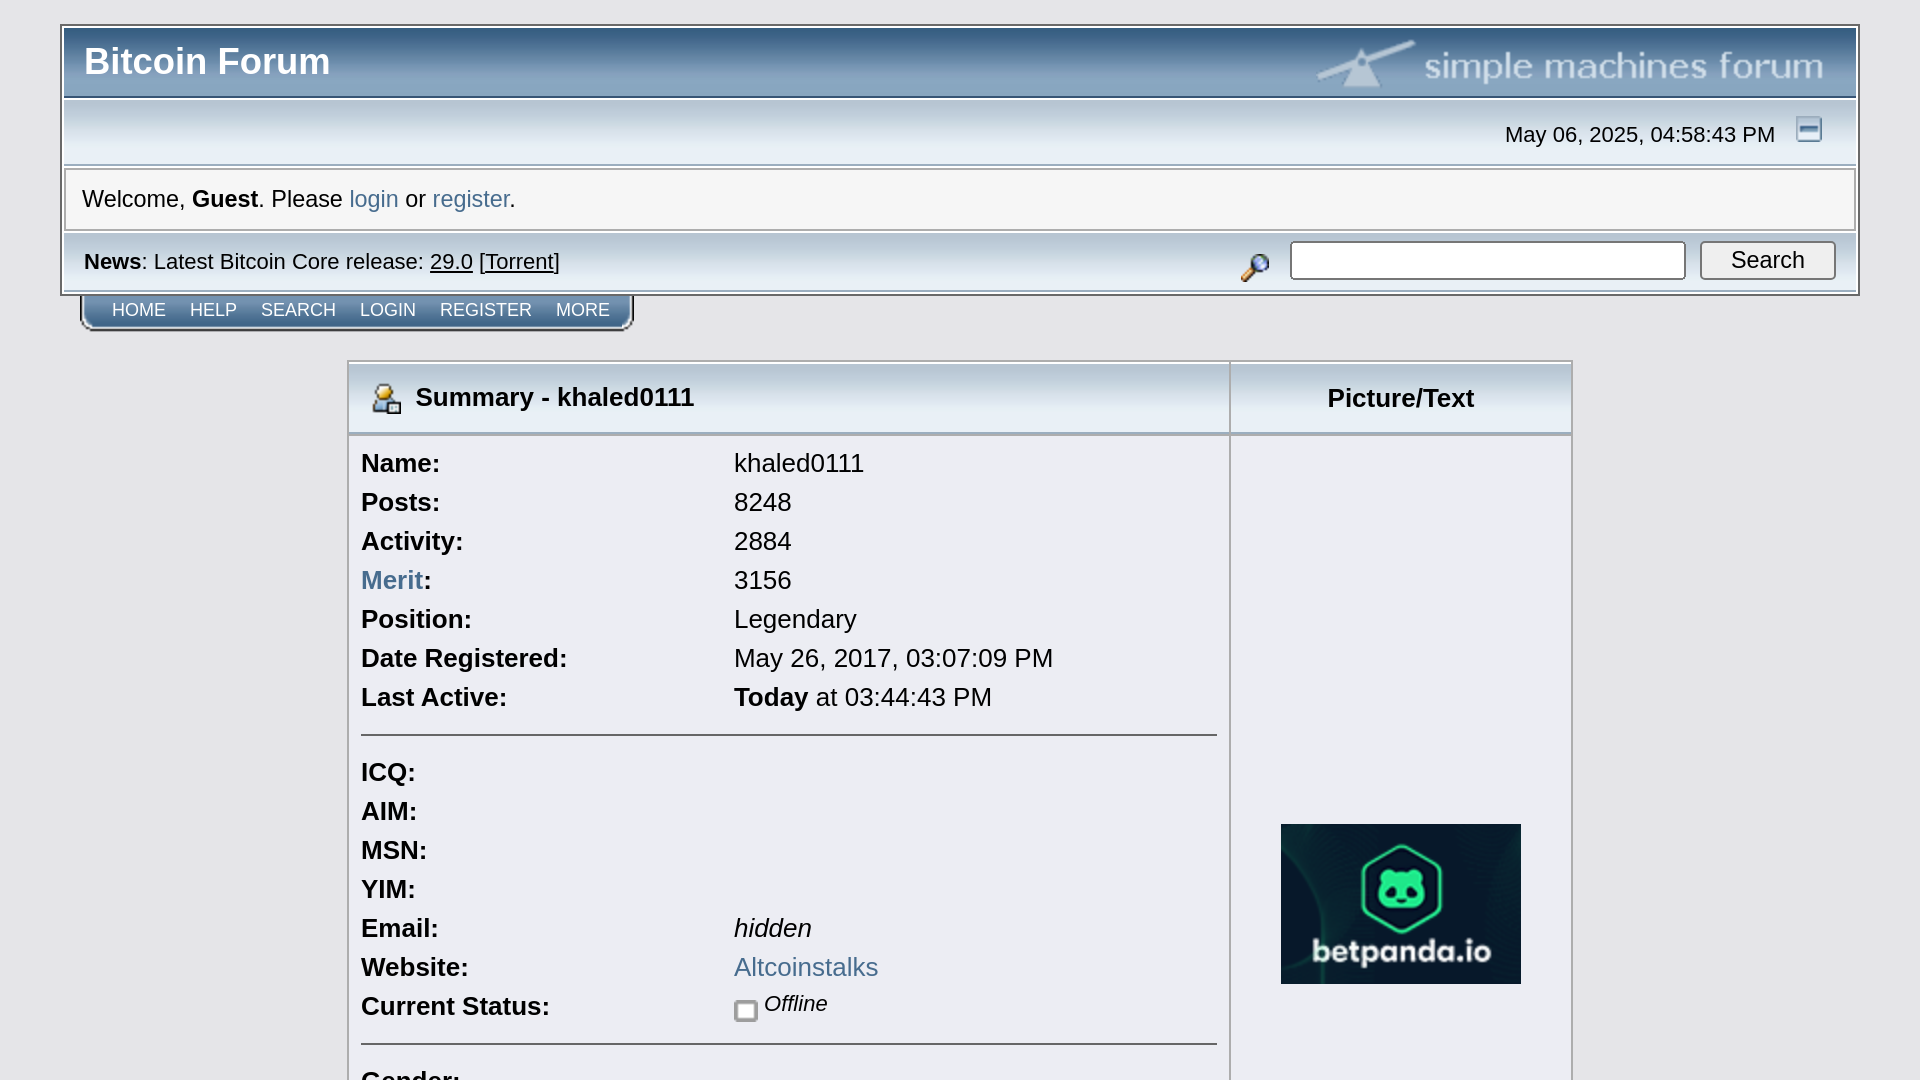 Bitcoin Forum
simple machines forum
May 06, 2025, 04:58:43 PM
Welcome, Guest. Please login or register.
News: Latest Bitcoin Core release: 29.0 [Torrent]
Search
HOME HELP SEARCH LOGIN REGISTER MORE
Summary - khaled0111
Picture/Text
Name: khaled0111
Posts: 8248
Activity: 2884
Merit: 3156
Position: Legendary
Date Registered: May 26, 2017, 03:07:09 PM
Last Active: Today at 03:44:43 PM
ICQ:
AIM:
MSN:
YIM:
Email: hidden
Website: Altcoinstalks
Current Status: Offline
betpanda.io
Gender: